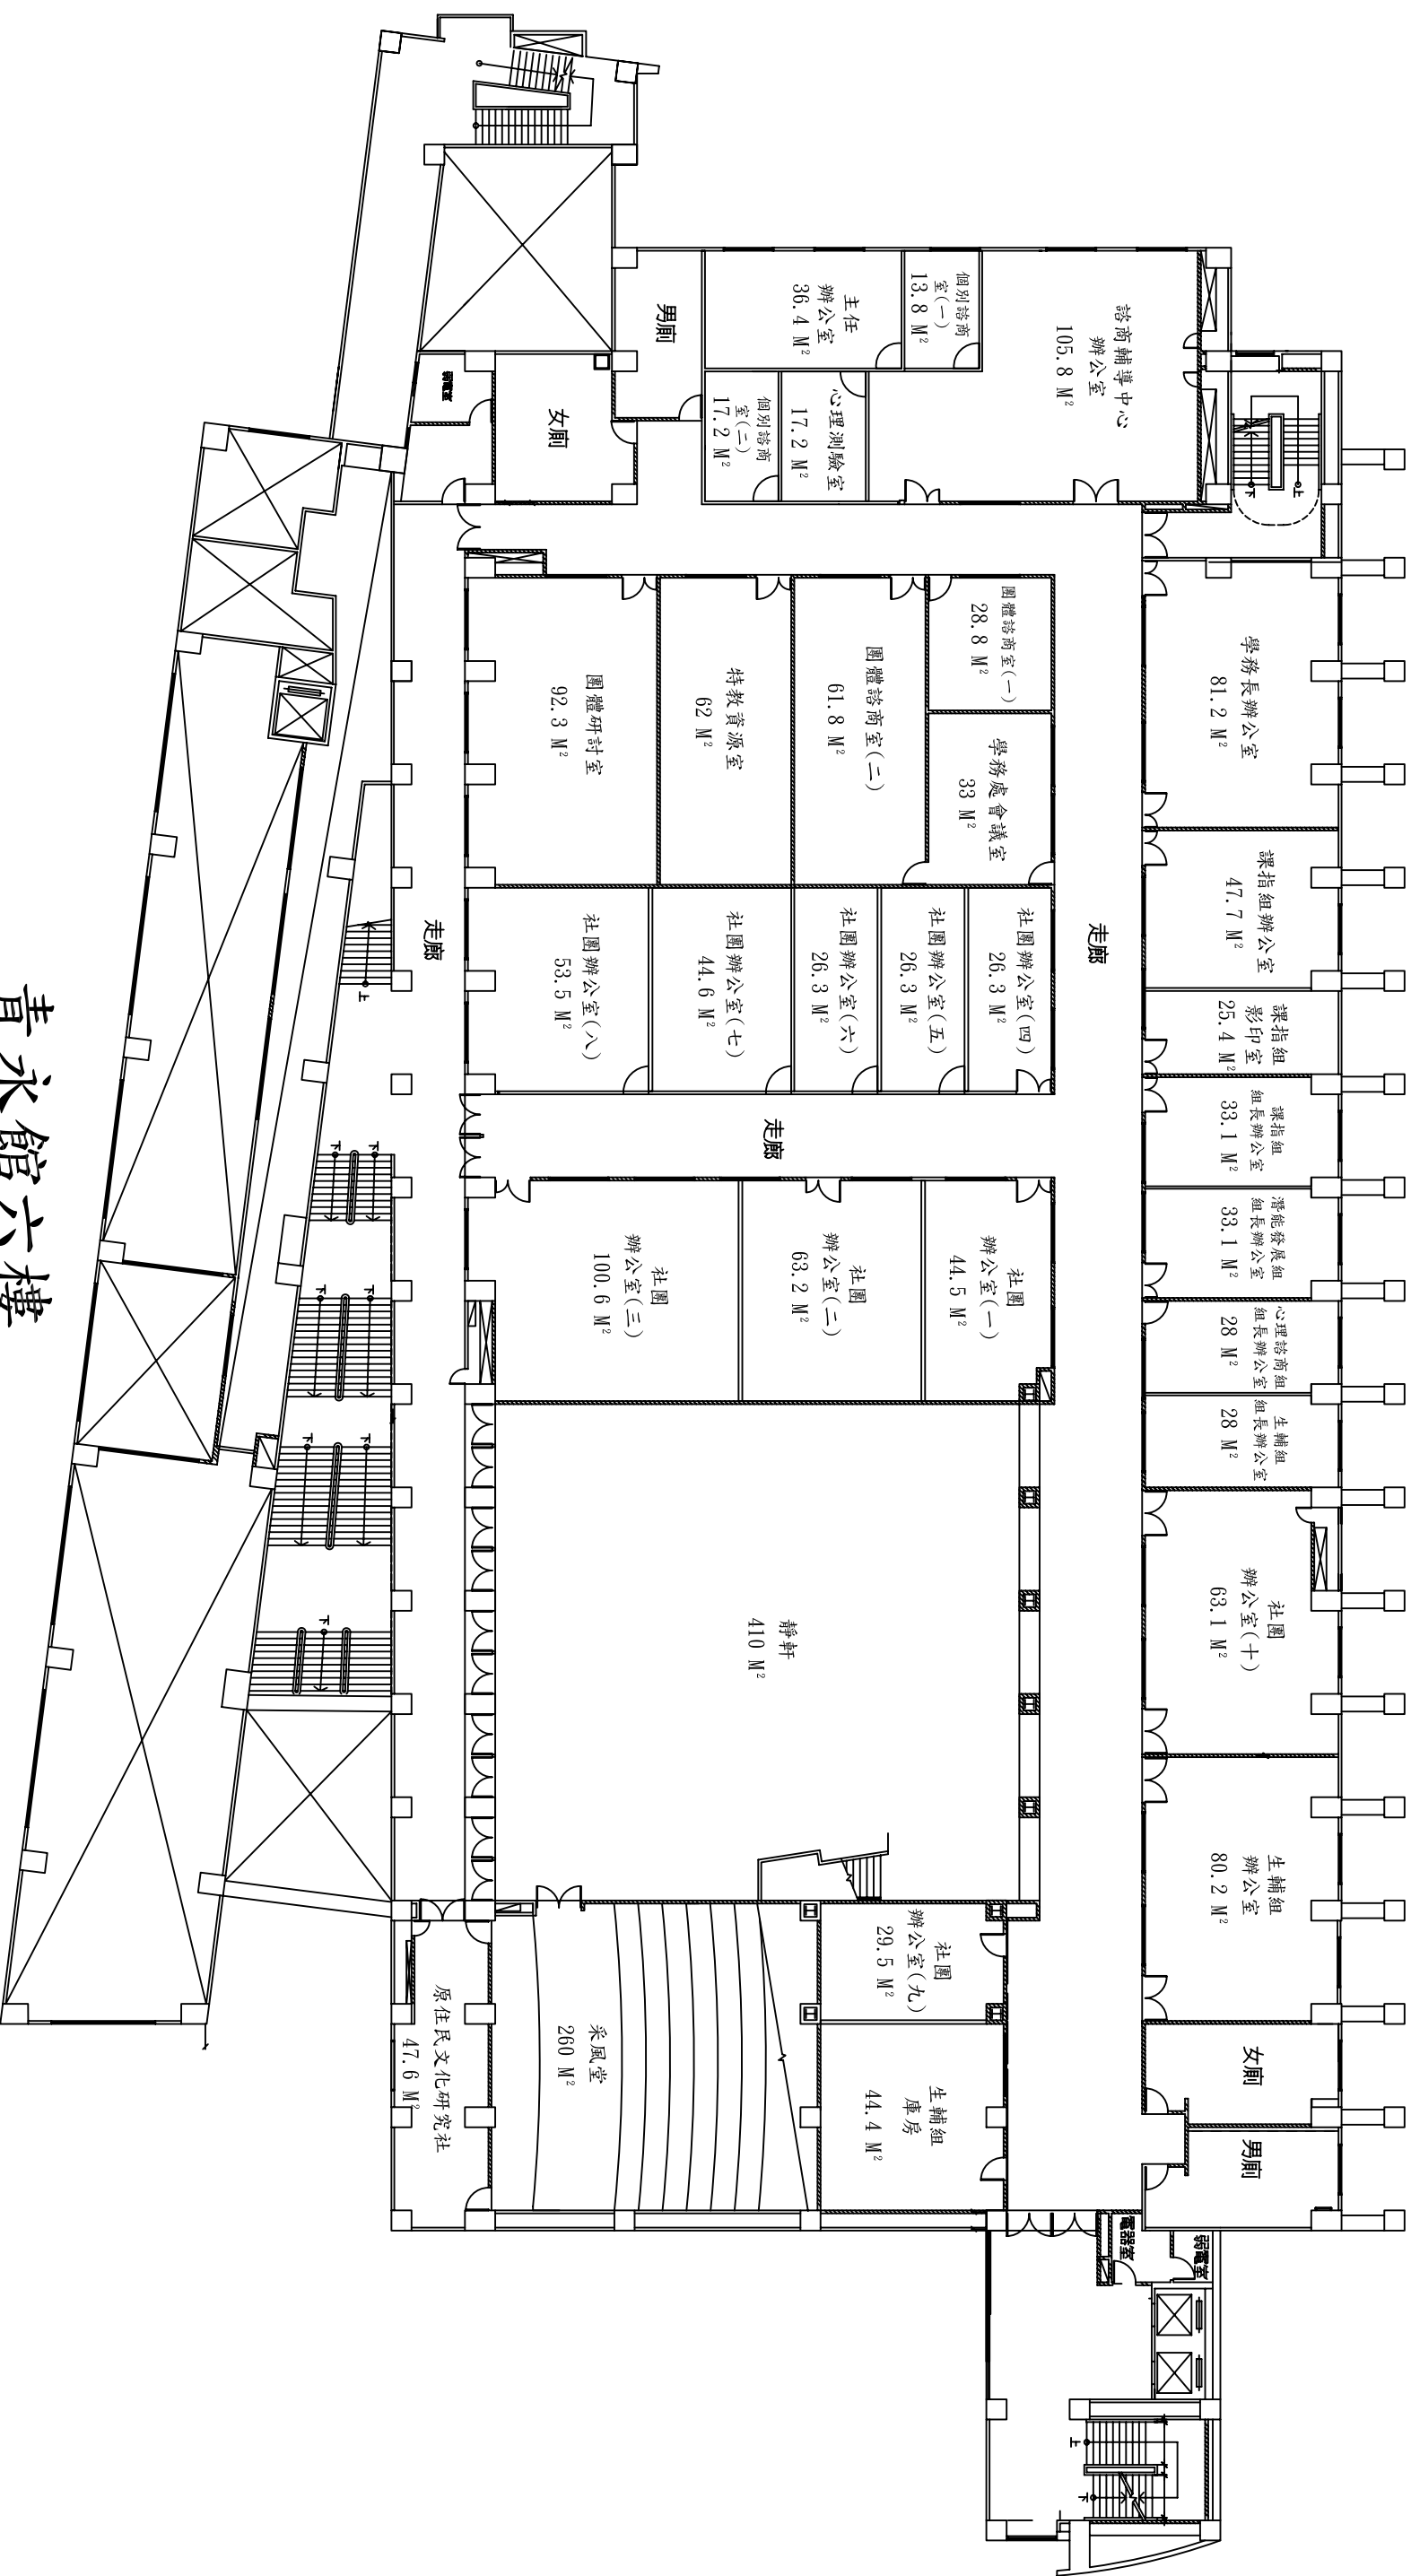 諮商輔導中心
辦公室
105.8 M²
個別諮商
室(一)
13.8 M²
主任
辦公室
36.4 M²
心理測驗室
17.2 M²
個別諮商
室(二)
17.2 M²
男廁
女廁
弱電室
上
下
學務長辦公室
81.2 M²
課指組辦公室
47.7 M²
課指組
影印室
25.4 M²
課指組
組長辦公室
33.1 M²
潛能發展組
組長辦公室
33.1 M²
心理諮商組
組長辦公室
28 M²
生輔組
組長辦公室
28 M²
社團
辦公室(十)
63.1 M²
生輔組
辦公室
80.2 M²
女廁
男廁
弱電室
電器室
上
下
走廊
團體諮商室(一)
28.8 M²
學務處會議室
33 M²
團體諮商室(二)
61.8 M²
特教資源室
62 M²
團體研討室
92.3 M²
社團辦公室(四)
26.3 M²
社團辦公室(五)
26.3 M²
社團辦公室(六)
26.3 M²
社團辦公室(七)
44.6 M²
社團辦公室(八)
53.5 M²
走廊
社團
辦公室(一)
44.5 M²
社團
辦公室(二)
63.2 M²
社團
辦公室(三)
100.6 M²
靜軒
410 M²
社團
辦公室(九)
29.5 M²
生輔組
庫房
44.4 M²
采風堂
260 M²
原住民文化研究社
47.6 M²
走廊
上
下
下
下
下
下
下
下
青永館六樓